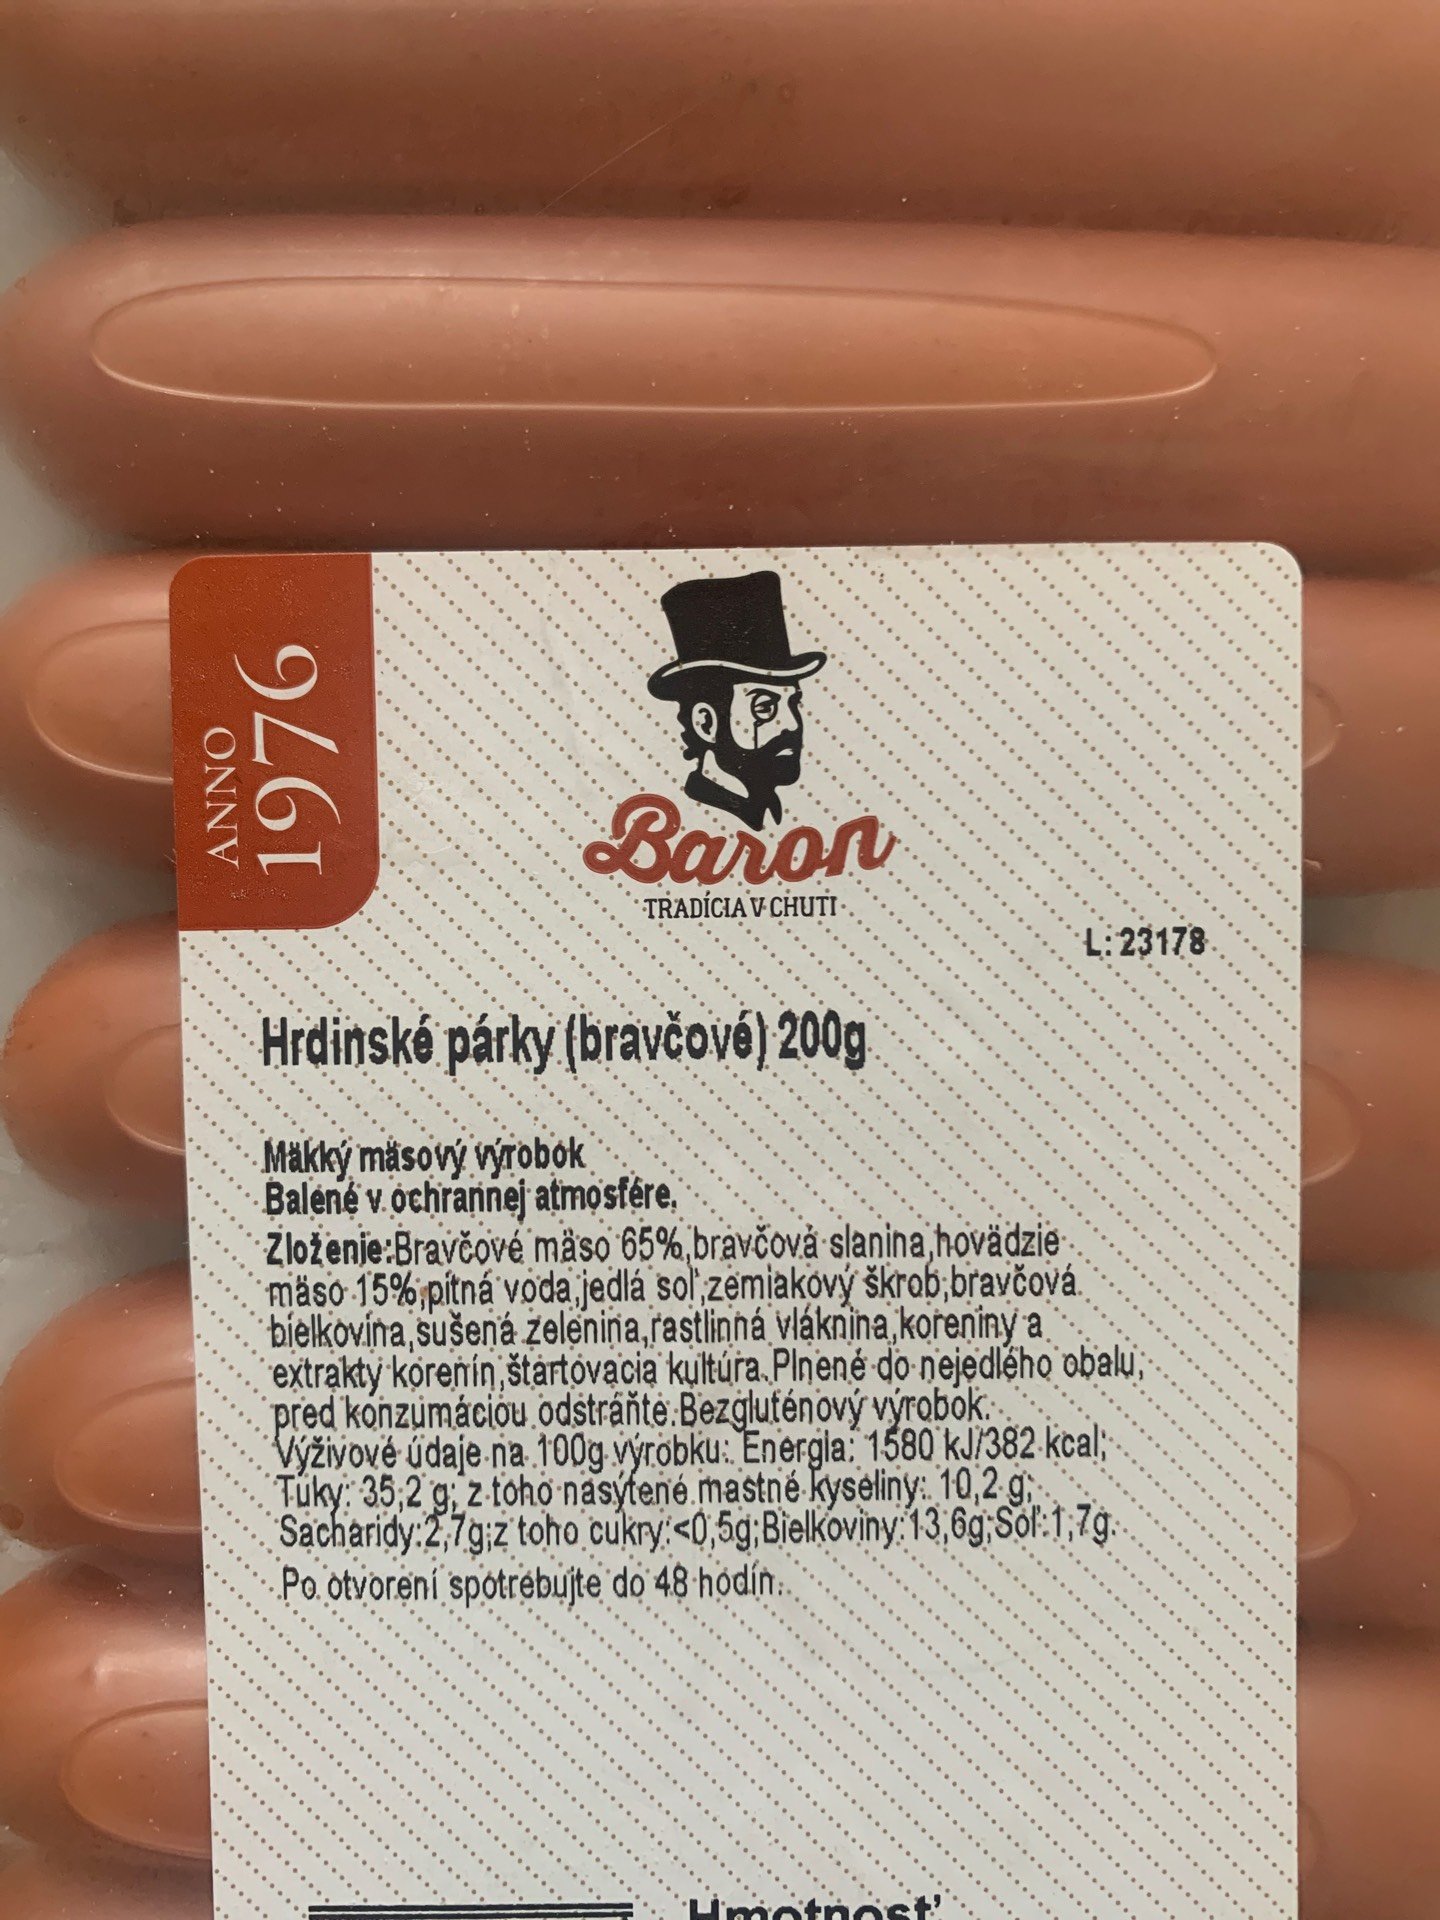 ANNO
1976
Baron
TRADÍCIA V CHUTI
L: 23178
Hrdinské párky (bravčové) 200g
Mäkký mäsový výrobok
Balené v ochrannej atmosfére.
Zloženie:Bravčové mäso 65%,bravčová slanina,hovädzie
mäso 15%,pitná voda,jedlá soľ,zemiakový škrob,bravčová
bielkovina,sušená zelenina,rastlinná vláknina,koreniny a
extrakty korenín,štartovacia kultúra.Plnené do nejedlého obalu,
pred konzumáciou odstráňte.Bezgluténový výrobok.
Výživové údaje na 100g výrobku: Energia: 1580 kJ/382 kcal;
Tuky: 35,2 g; z toho nasýtené mastné kyseliny: 10,2 g;
Sacharidy:2,7g;z toho cukry:<0,5g;Bielkoviny:13,6g;Soľ:1,7g.
Po otvorení spotrebujte do 48 hodín.
Hmotnosť